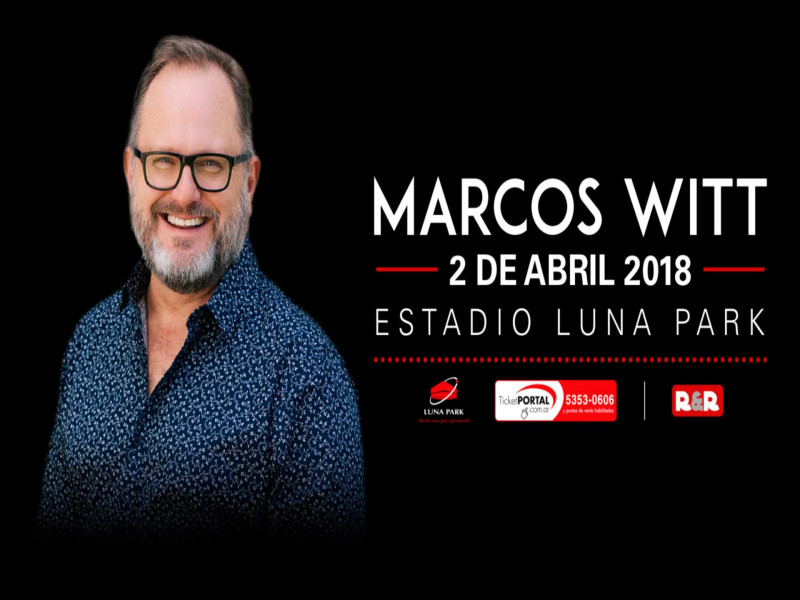 MARCOS WITT
2 DE ABRIL 2018
ESTADIO LUNA PARK
LUNA PARK
TicketPORTAL
.com.ar
5353-0606
y puntos de venta habilitados
R&R